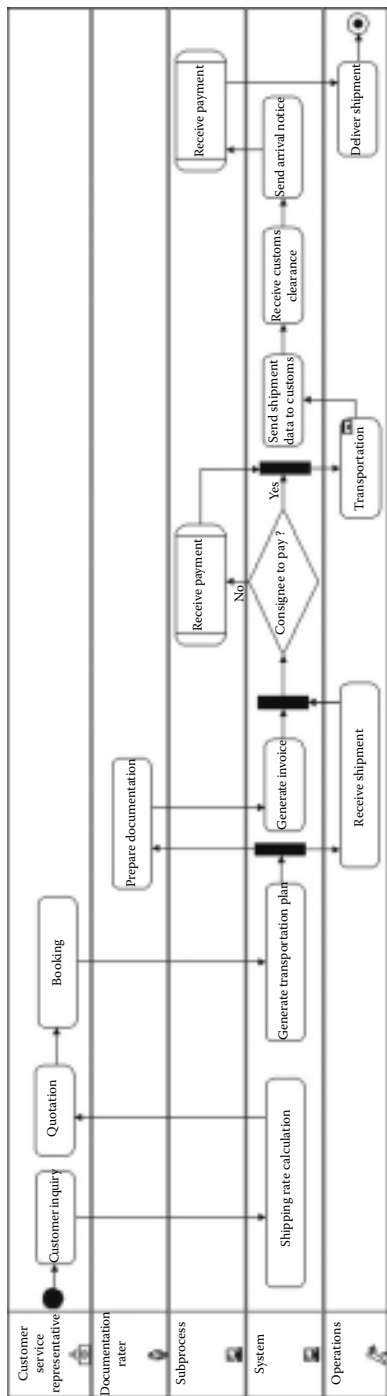 Customer
service
representative
Customer inquiry
Quotation
Booking
Documentation
rater
Prepare documentation
Subprocess
Receive payment
Receive payment
System
Shipping rate calculation
Generate transportation plan
Generate invoice
Consignee to pay ?
No
Yes
Send shipment
data to customs
Receive customs
clearance
Send arrival notice
Operations
Receive shipment
Transportation
Deliver shipment